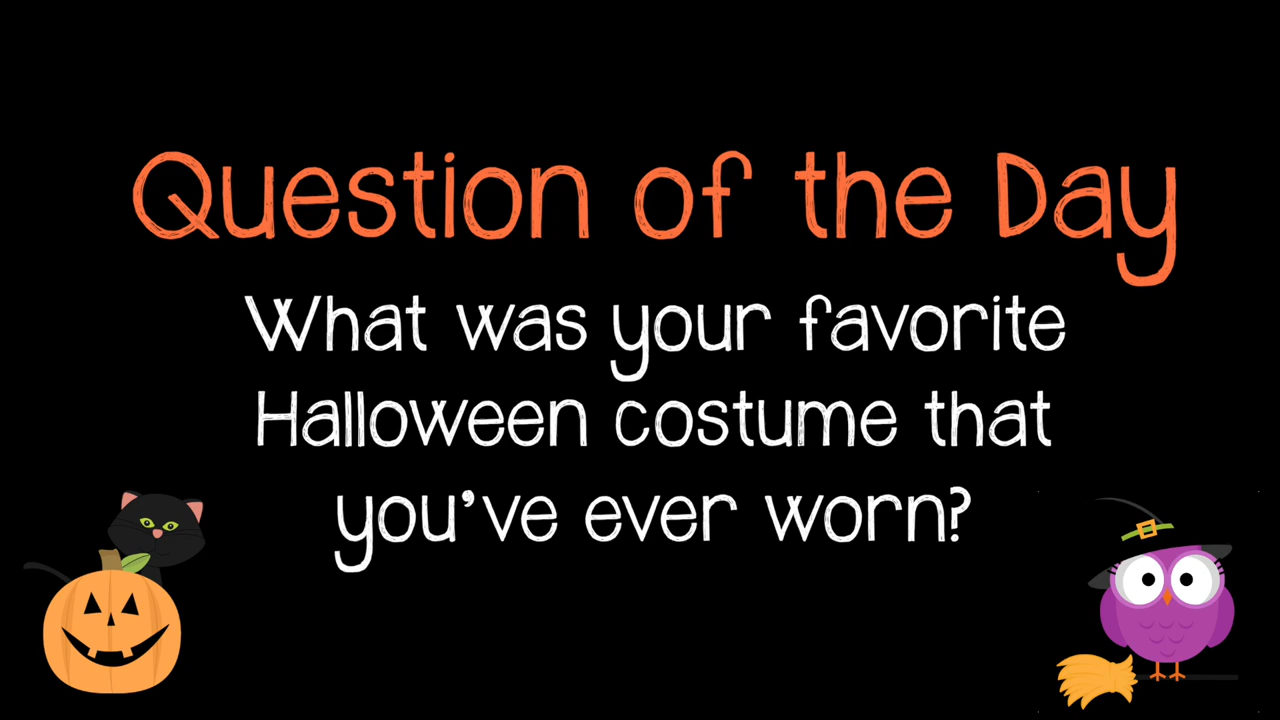 Question of the Day
What was your favorite
Halloween costume that
you've ever worn?